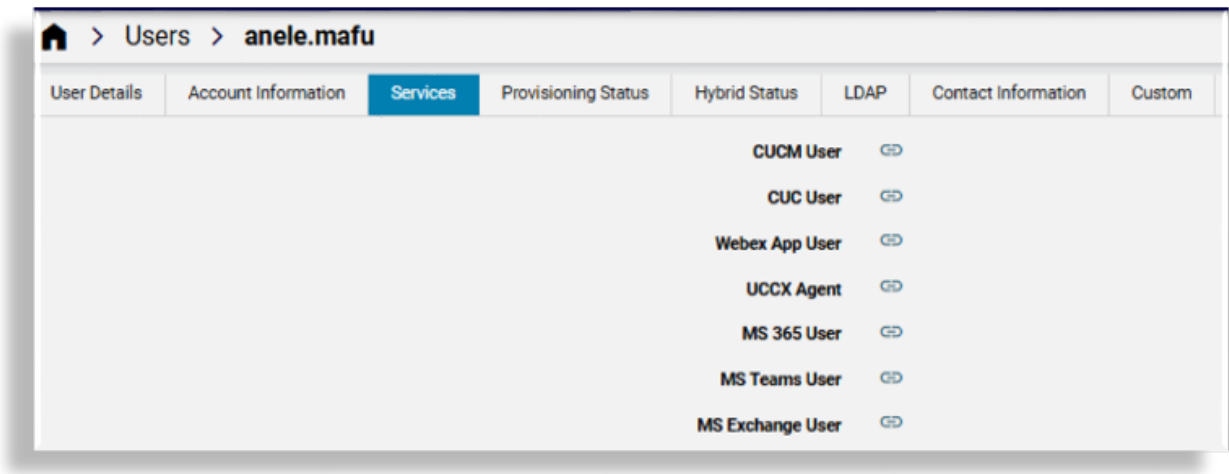 > Users > anele.mafu
User Details Account Information Services Provisioning Status Hybrid Status LDAP Contact Information Custom
CUCM User
CUC User
Webex App User
UCCX Agent
MS 365 User
MS Teams User
MS Exchange User